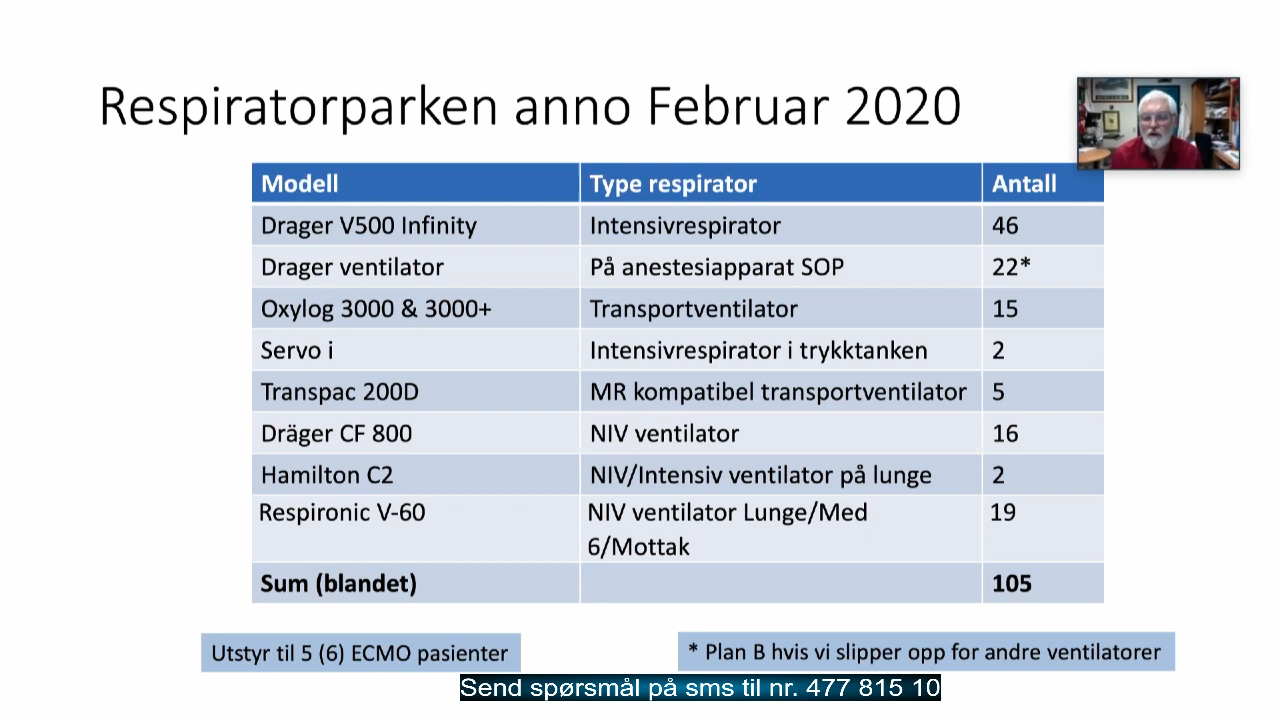 Respiratorparken anno Februar 2020
Modell Type respirator Antall
Drager V500 Infinity Intensivrespirator 46
Drager ventilator På anestesiapparat SOP 22*
Oxylog 3000 & 3000+ Transportventilator 15
Servo i Intensivrespirator i trykktanken 2
Transpac 200D MR kompatibel transportventilator 5
Dräger CF 800 NIV ventilator 16
Hamilton C2 NIV/Intensiv ventilator på lunge 2
Respironic V-60 NIV ventilator Lunge/Med 19
6/Mottak
Sum (blandet) 105
Utstyr til 5 (6) ECMO pasienter
* Plan B hvis vi slipper opp for andre ventilatorer
Send spørsmål på sms til nr. 477 815 10